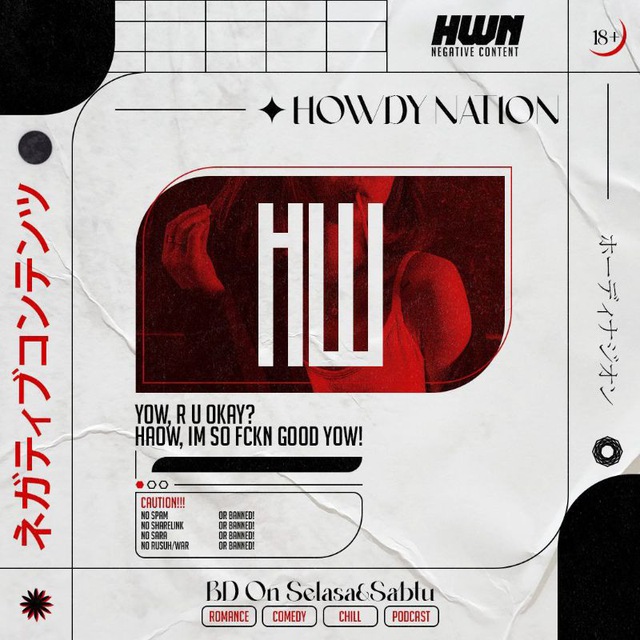 HWN
NEGATIVE CONTENT
18+
HOWDY NATION
ネガティブコンテンツ
HW
ホーディナジオン
YOW, R U OKAY?
HAOW, IM SO FCKN GOOD YOW!
CAUTION!!!
NO SPAM OR BANNED!
NO SHARELINK OR BANNED!
NO SARA OR BANNED!
NO RUSUH/WAR OR BANNED!
BD On Selasa&Sabtu
ROMANCE COMEDY CHILL PODCAST